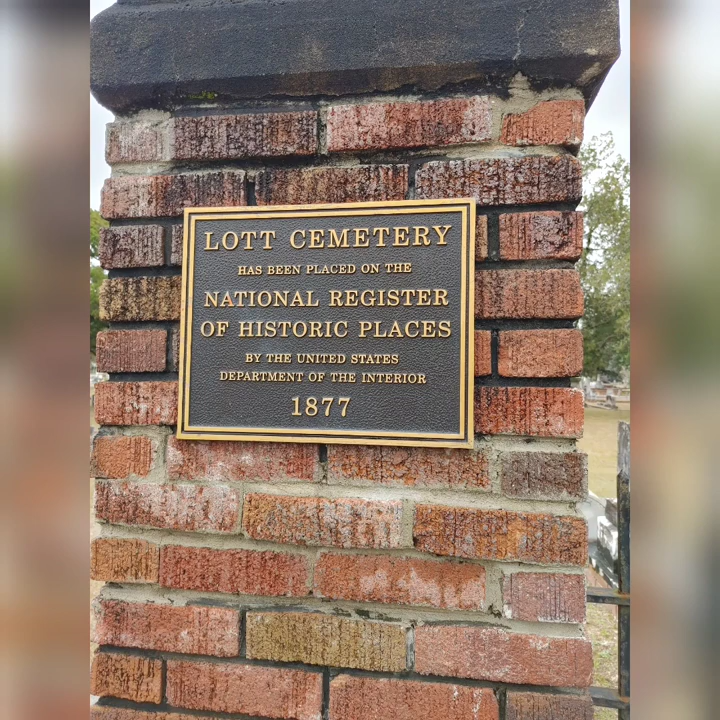 LOTT CEMETERY
HAS BEEN PLACED ON THE
NATIONAL REGISTER
OF HISTORIC PLACES
BY THE UNITED STATES
DEPARTMENT OF THE INTERIOR
1877